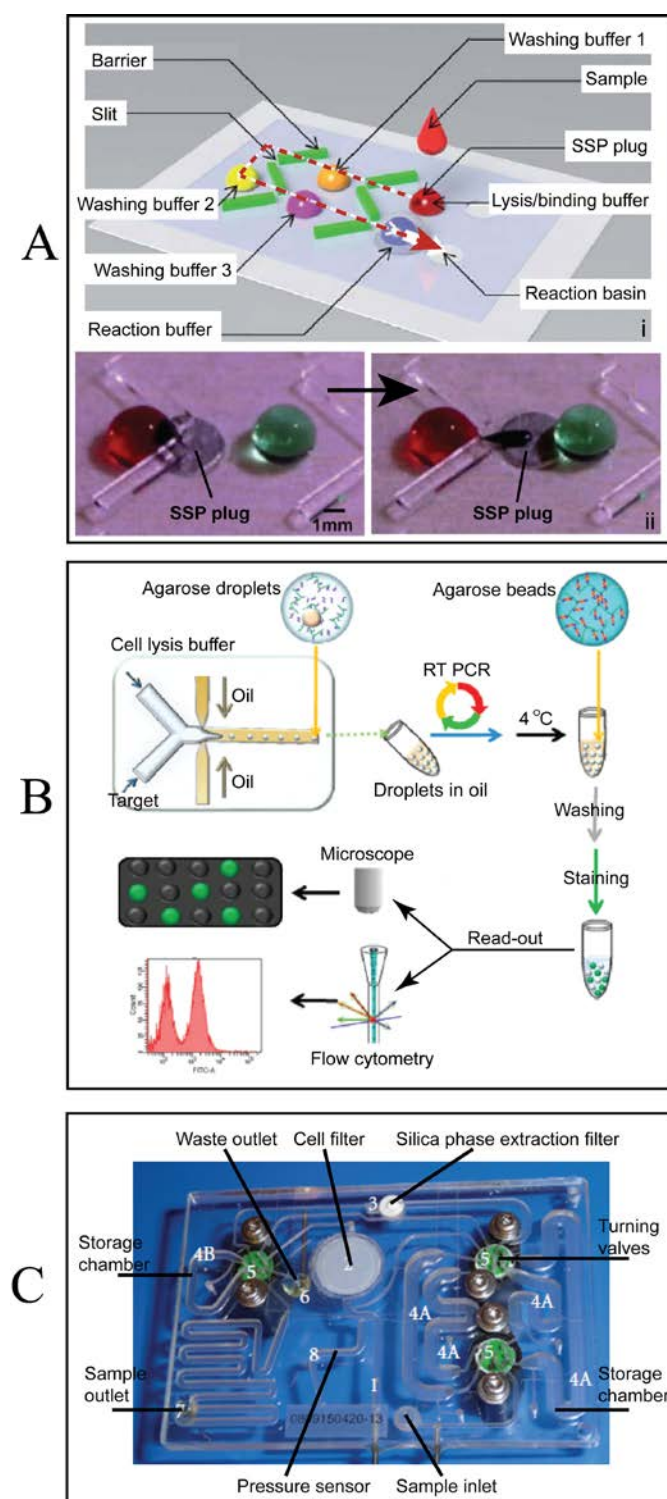 A
Washing buffer 1
Barrier
Sample
Slit
SSP plug
Washing buffer 2
Lysis/binding buffer
Washing buffer 3
Reaction basin
Reaction buffer
i
SSP plug
1mm
SSP plug
ii
B
Agarose droplets
Agarose beads
Cell lysis buffer
Oil
RT PCR
4 °C
Oil
Target
Droplets in oil
Washing
Microscope
Staining
Read-out
Count
FITC-A
Flow cytometry
C
Waste outlet
Cell filter
Silica phase extraction filter
3
Storage
chamber
4B
5
6
5
Turning
valves
4A
4A
8
4A
5
1
4A
Sample
outlet
Storage
chamber
Pressure sensor
Sample inlet